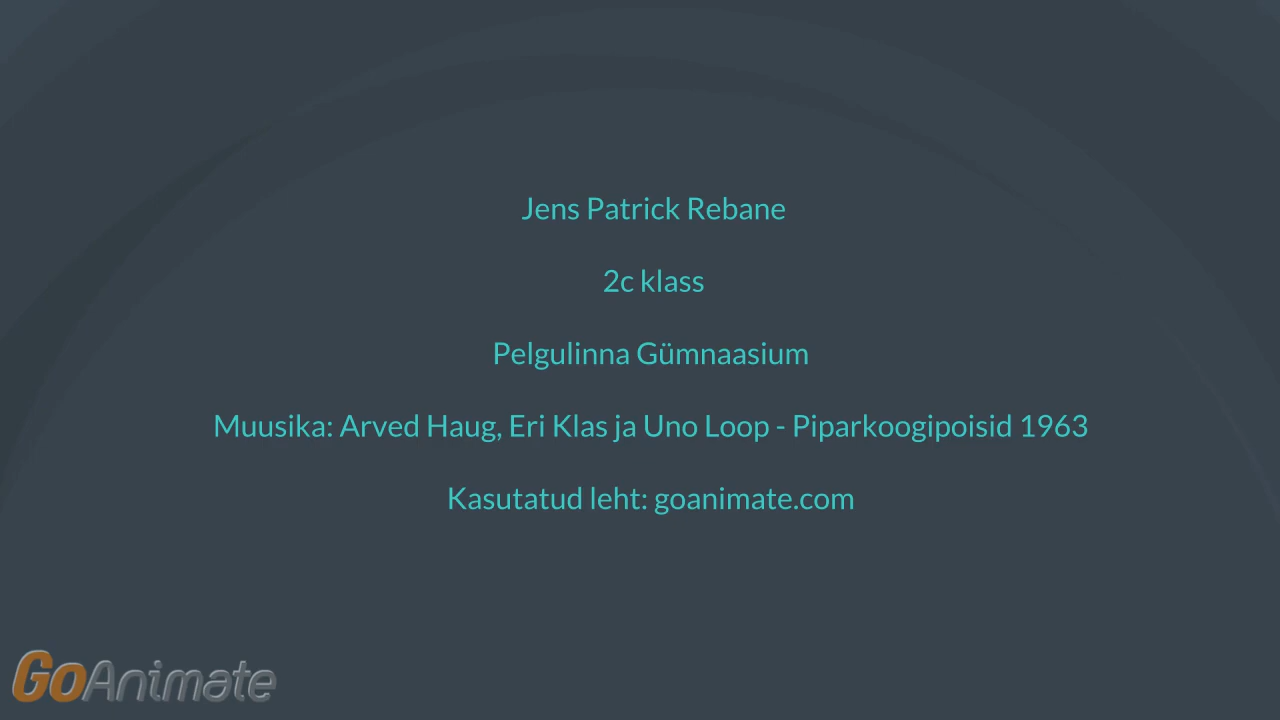 Jens Patrick Rebane
2c klass
Pelgulinna Gümnaasium
Muusika: Arved Haug, Eri Klas ja Uno Loop - Piparkoogipoisid 1963
Kasutatud leht: goanimate.com
GoAnimate